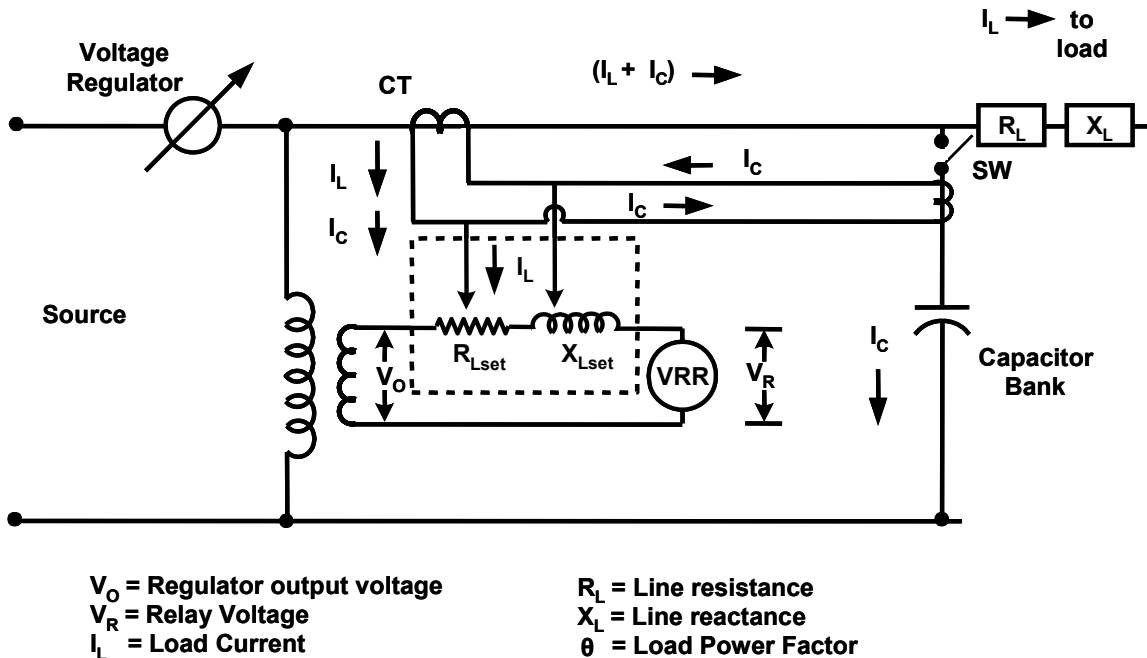 I_L → to
load
Voltage
Regulator
CT
(I_L + I_C) →
R_L
X_L
I_C
SW
I_L
I_C
I_C
I_L
Source
R_Lset
X_Lset
V_O
VRR
V_R
I_C
Capacitor
Bank
V_O = Regulator output voltage
V_R = Relay Voltage
I_L = Load Current
R_L = Line resistance
X_L = Line reactance
θ = Load Power Factor